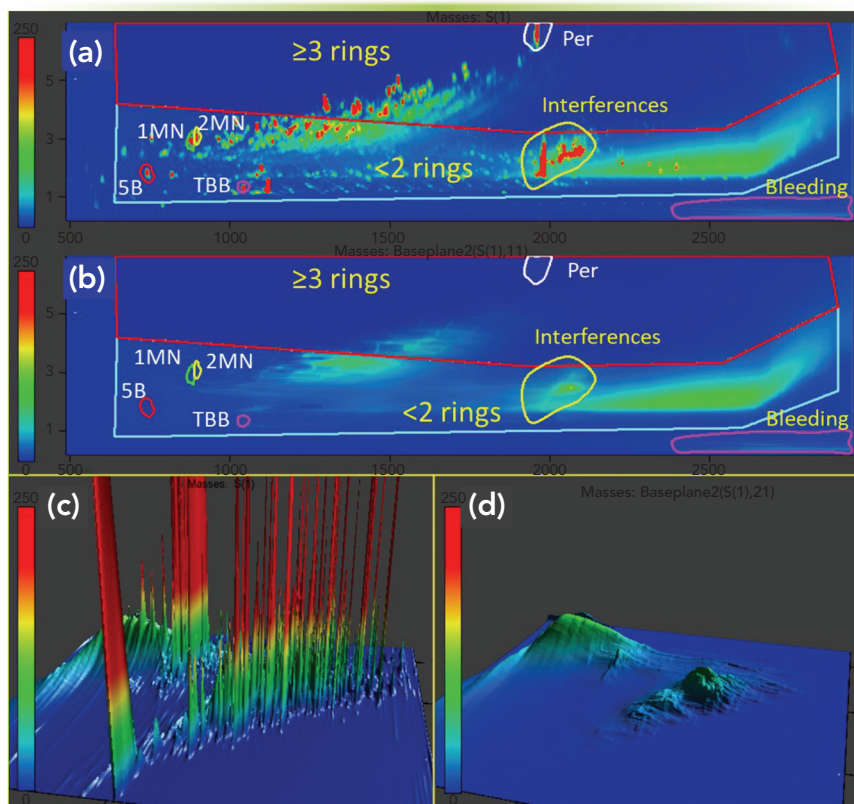 Masses: S(1)
250
(a)
≥3 rings
Per
5
1MN
2MN
Interferences
3
<2 rings
5B
TBB
Bleeding
1
0
500
1000
1500
2000
2500
Masses: Baseplane2(S(1),11)
250
(b)
≥3 rings
Per
5
1MN
2MN
Interferences
3
5B
<2 rings
TBB
Bleeding
1
0
500
1000
1500
2000
2500
Masses: S(1)
250
(c)
0
Masses: Baseplane2(S(1),21)
250
(d)
0